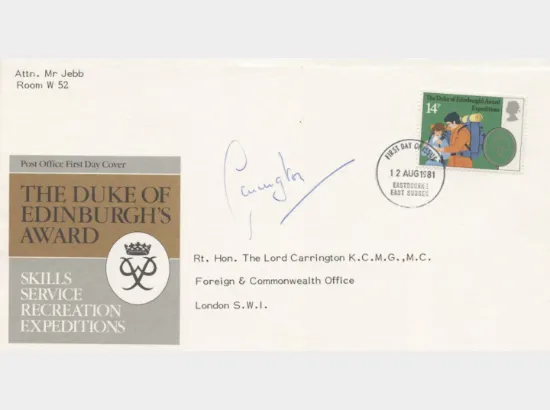 Attn. Mr Jebb
Room W 52
The Duke of Edinburgh's Award
Expeditions
14P
FIRST DAY OF ISSUE
12 AUG 1981
EASTBOURNE
EAST SUSSEX
Carrington
Post Office First Day Cover
THE DUKE OF
EDINBURGH'S
AWARD
SKILLS
SERVICE
RECREATION
EXPEDITIONS
Rt. Hon. The Lord Carrington K.C.M.G.,M.C.
Foreign & Commonwealth Office
London S.W.I.